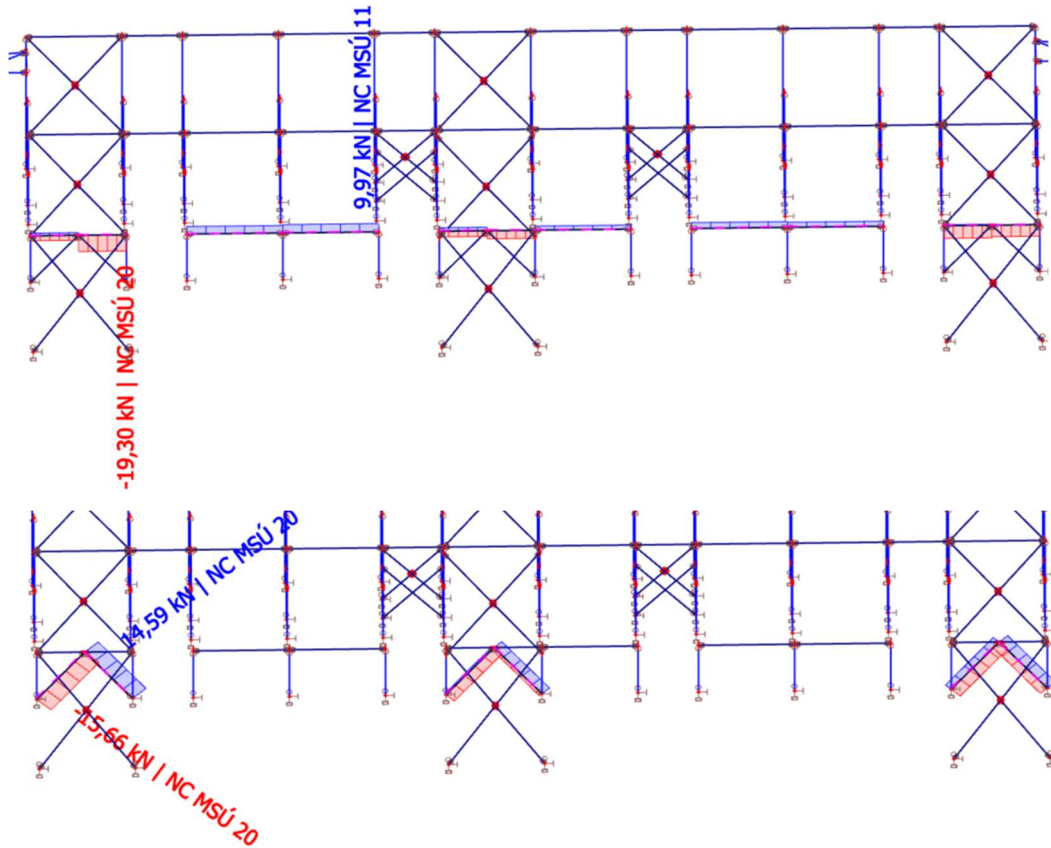 9,97 kN | NC MSÚ 11
-19,30 kN | NC MSÚ 20
14,59 kN | NC MSÚ 20
-15,66 kN | NC MSÚ 20